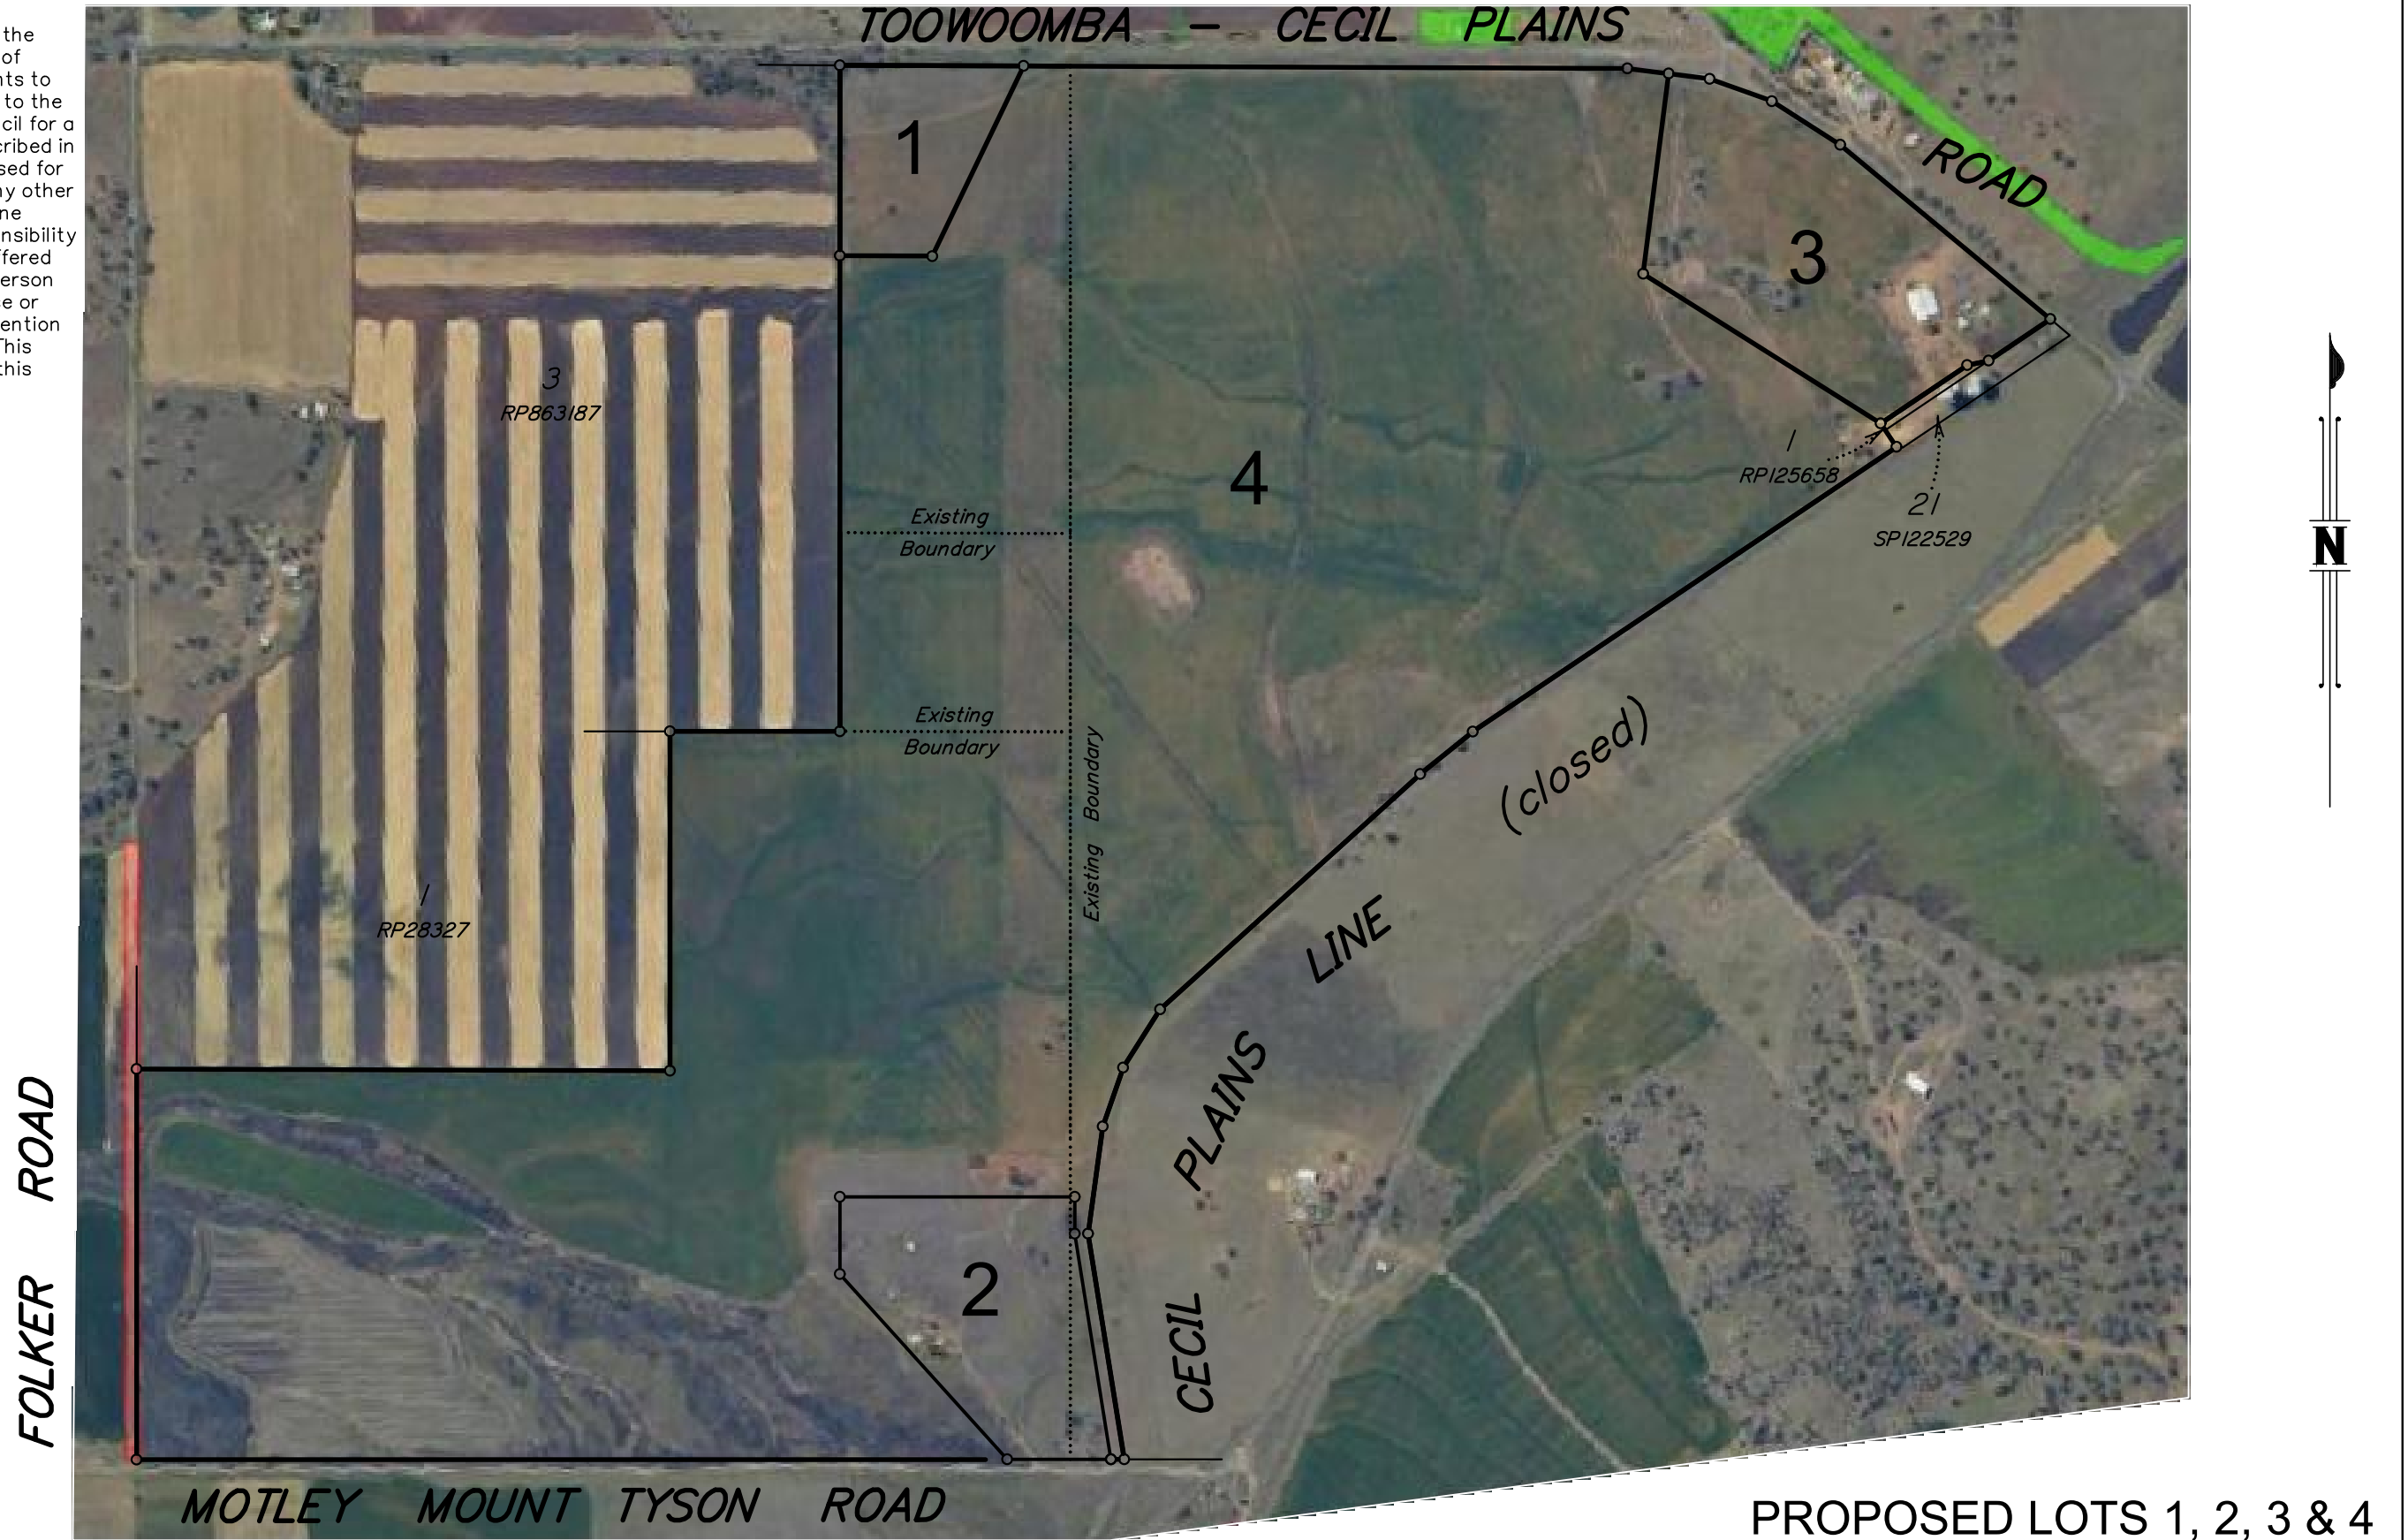 TOOWOOMBA – CECIL PLAINS
ROAD
the
of
nts to
to the
cil for a
cribed in
sed for
ny other
ne
nsibility
ffered
erson
e or
ention
This
this
1
3
4
3
RP863187
1
RP125658
21
SP122529
Existing
Boundary
Existing
Boundary
Existing Boundary
N
(closed)
LINE
PLAINS
CECIL
1
RP28327
2
FOLKER ROAD
MOTLEY MOUNT TYSON ROAD
PROPOSED LOTS 1, 2, 3 & 4